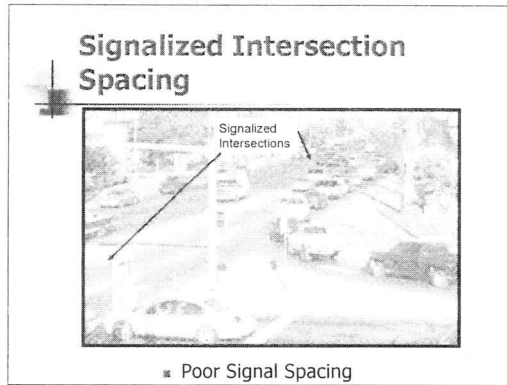 Signalized Intersection
Spacing
Signalized
Intersections
Poor Signal Spacing